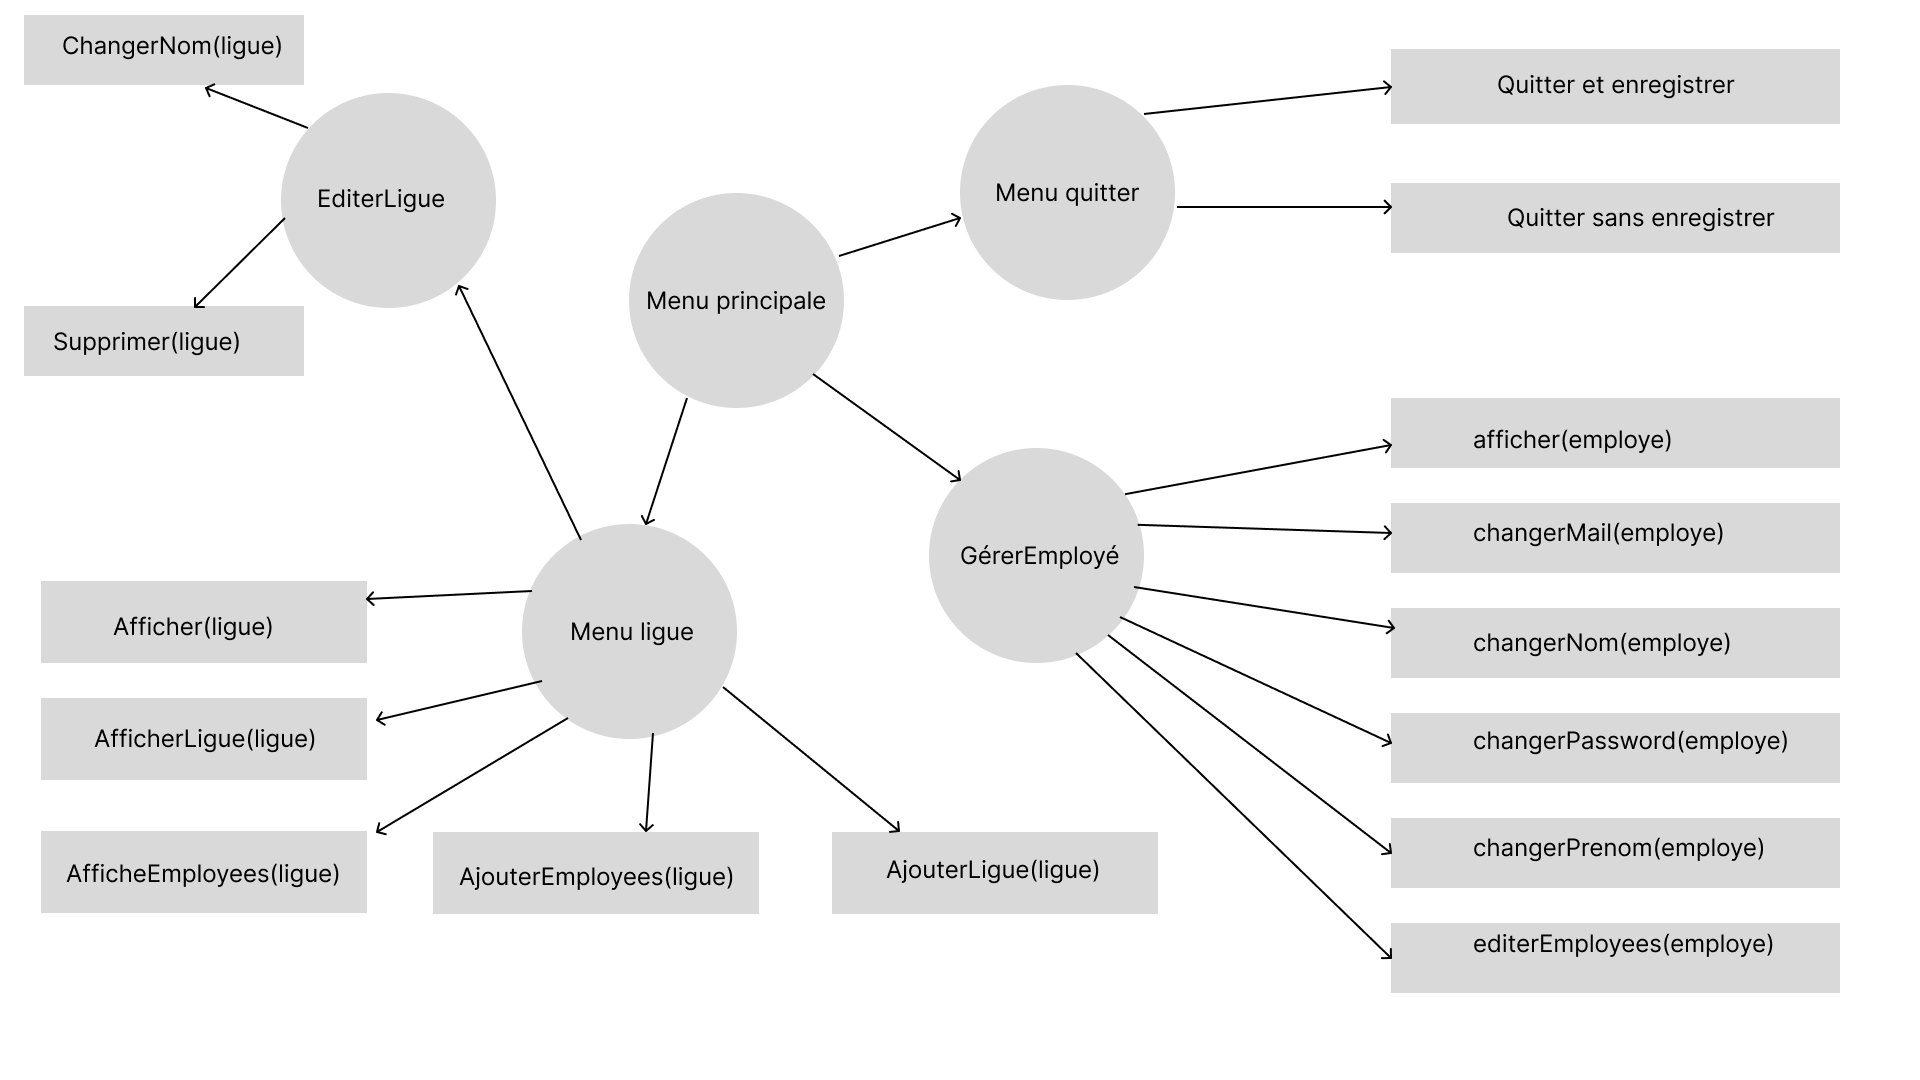 ChangerNom(ligue)
EditerLigue
Supprimer(ligue)
Menu principale
Menu quitter
Quitter et enregistrer
Quitter sans enregistrer
Menu ligue
Afficher(ligue)
AfficherLigue(ligue)
AfficheEmployees(ligue)
AjouterEmployees(ligue)
AjouterLigue(ligue)
GérerEmployé
afficher(employe)
changerMail(employe)
changerNom(employe)
changerPassword(employe)
changerPrenom(employe)
editerEmployees(employe)